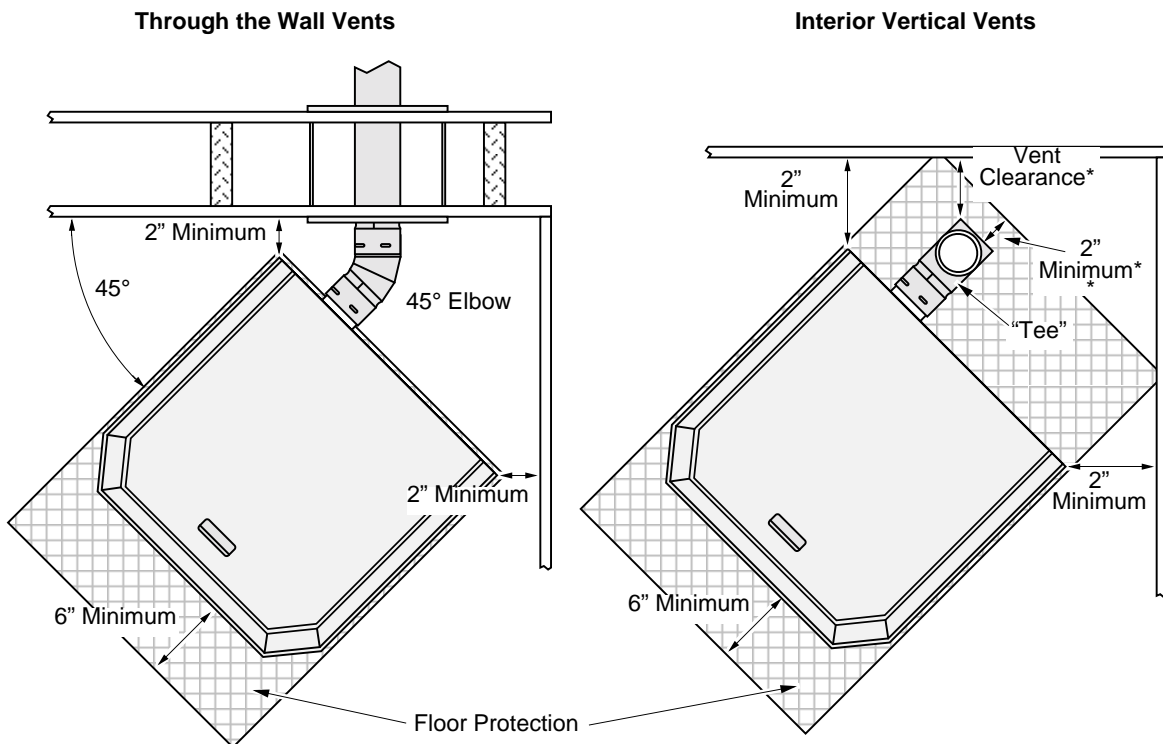 Through the Wall Vents
2” Minimum
45°
45° Elbow
2” Minimum
6” Minimum
Interior Vertical Vents
Vent
Clearance*
2”
Minimum
2”
Minimum*
*
“Tee”
2”
Minimum
6” Minimum
Floor Protection